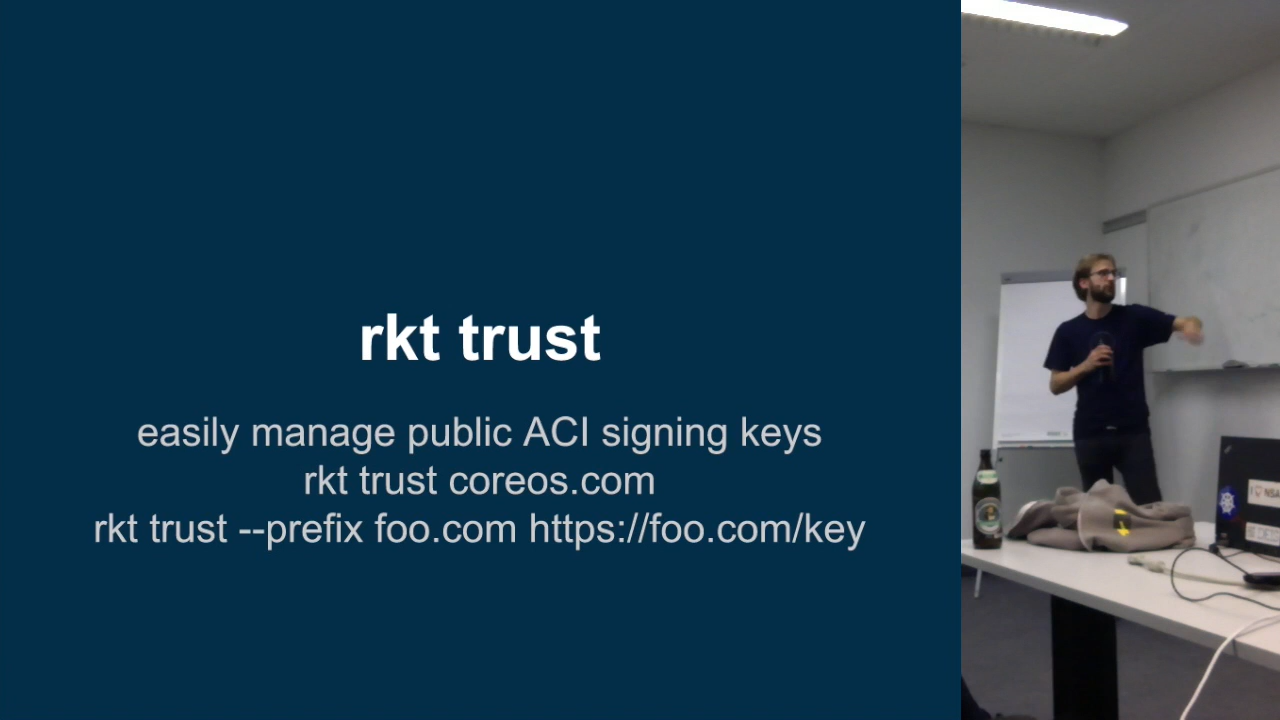 rkt trust
easily manage public ACI signing keys
rkt trust coreos.com
rkt trust --prefix foo.com https://foo.com/key
I NSA